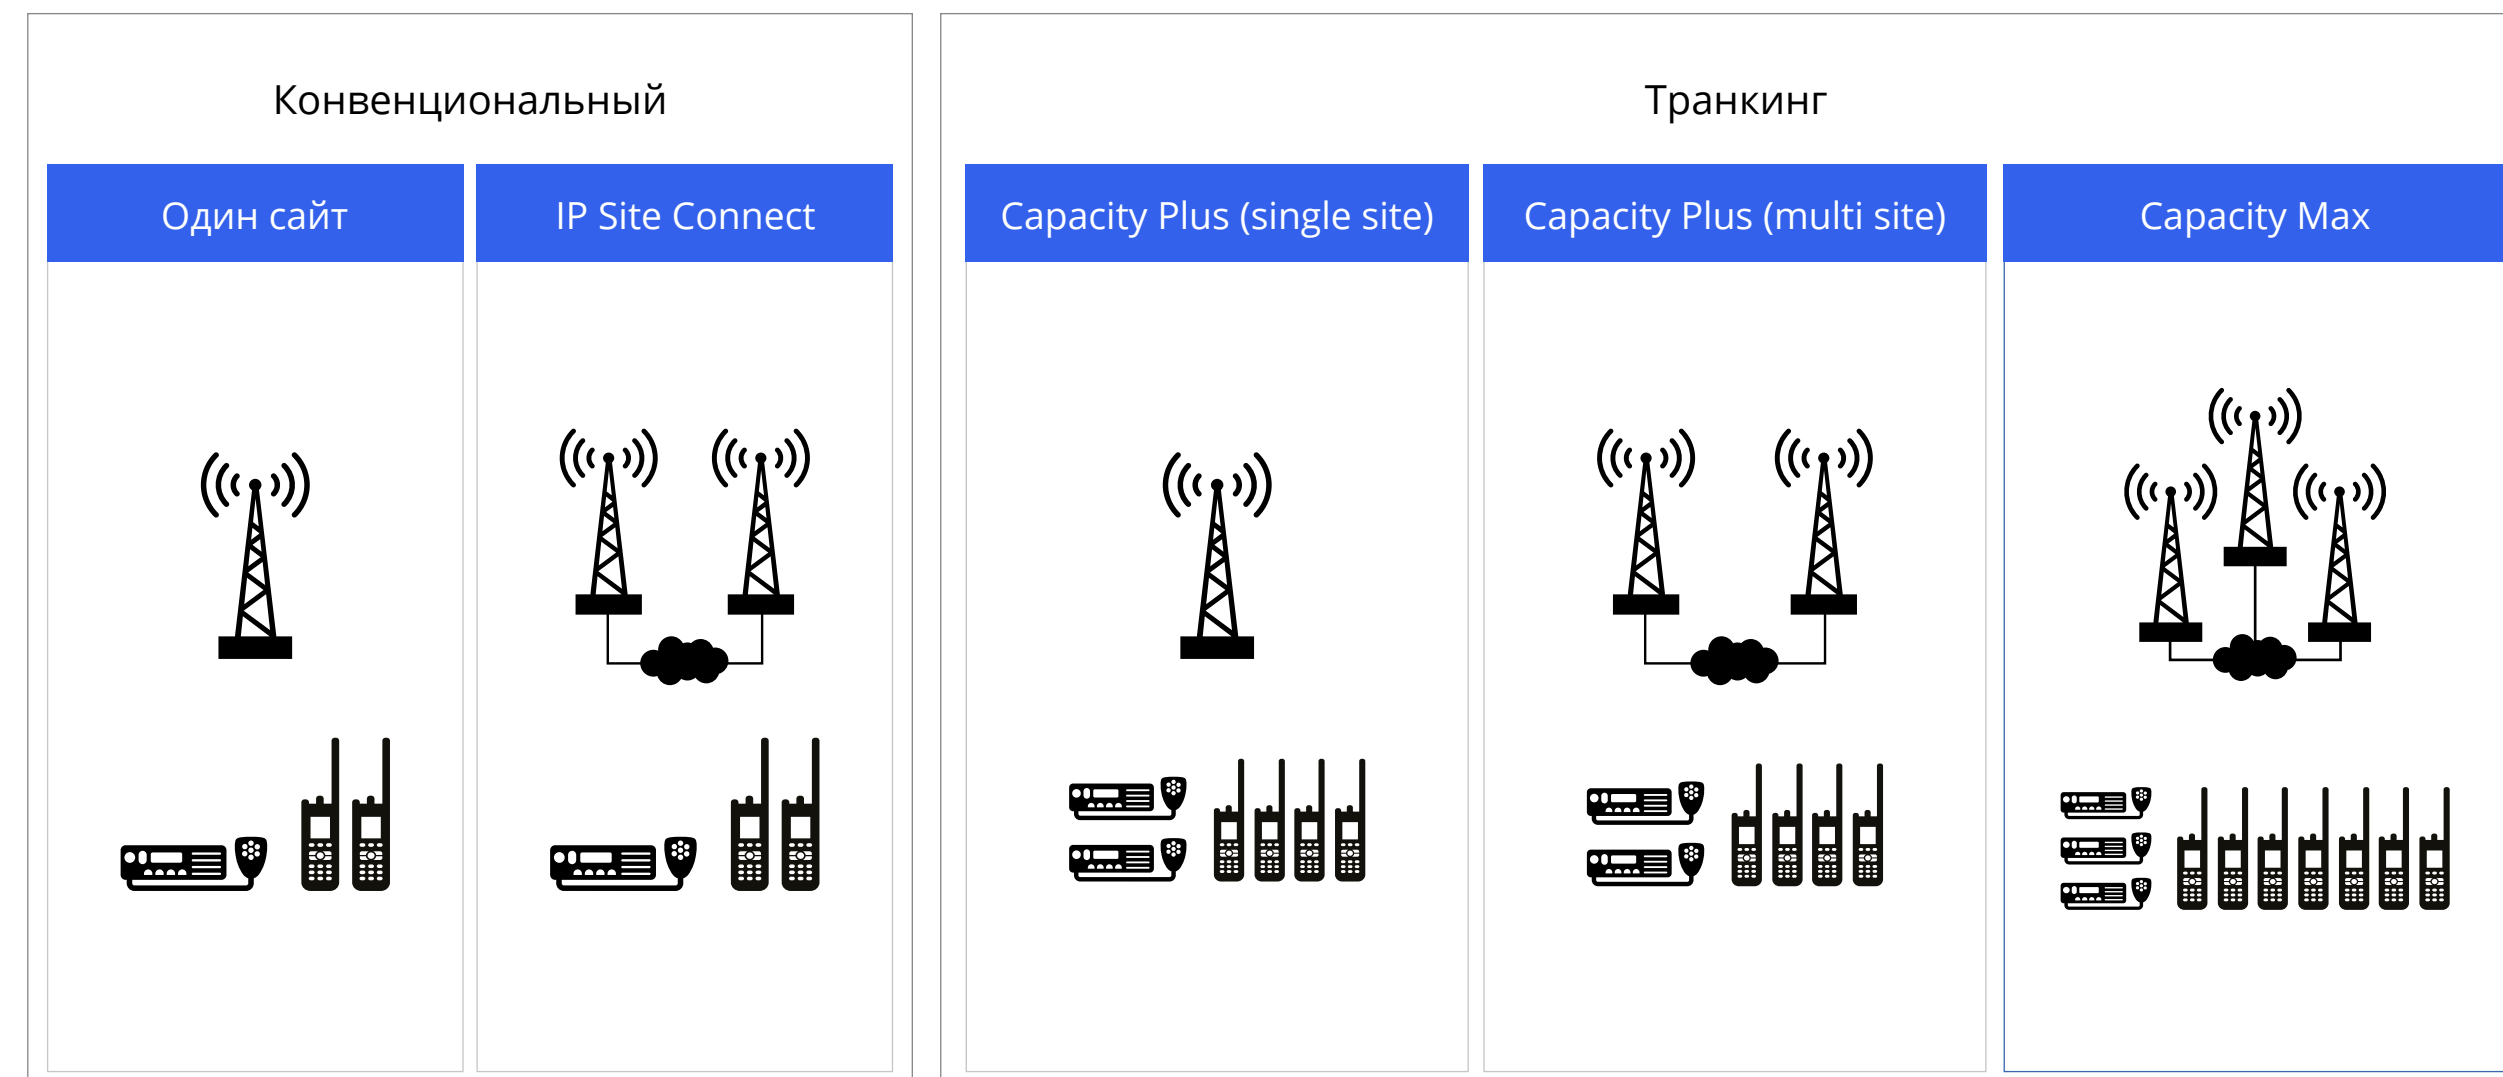 Конвенциональный
Транкинг
Один сайт
IP Site Connect
Capacity Plus (single site)
Capacity Plus (multi site)
Capacity Max